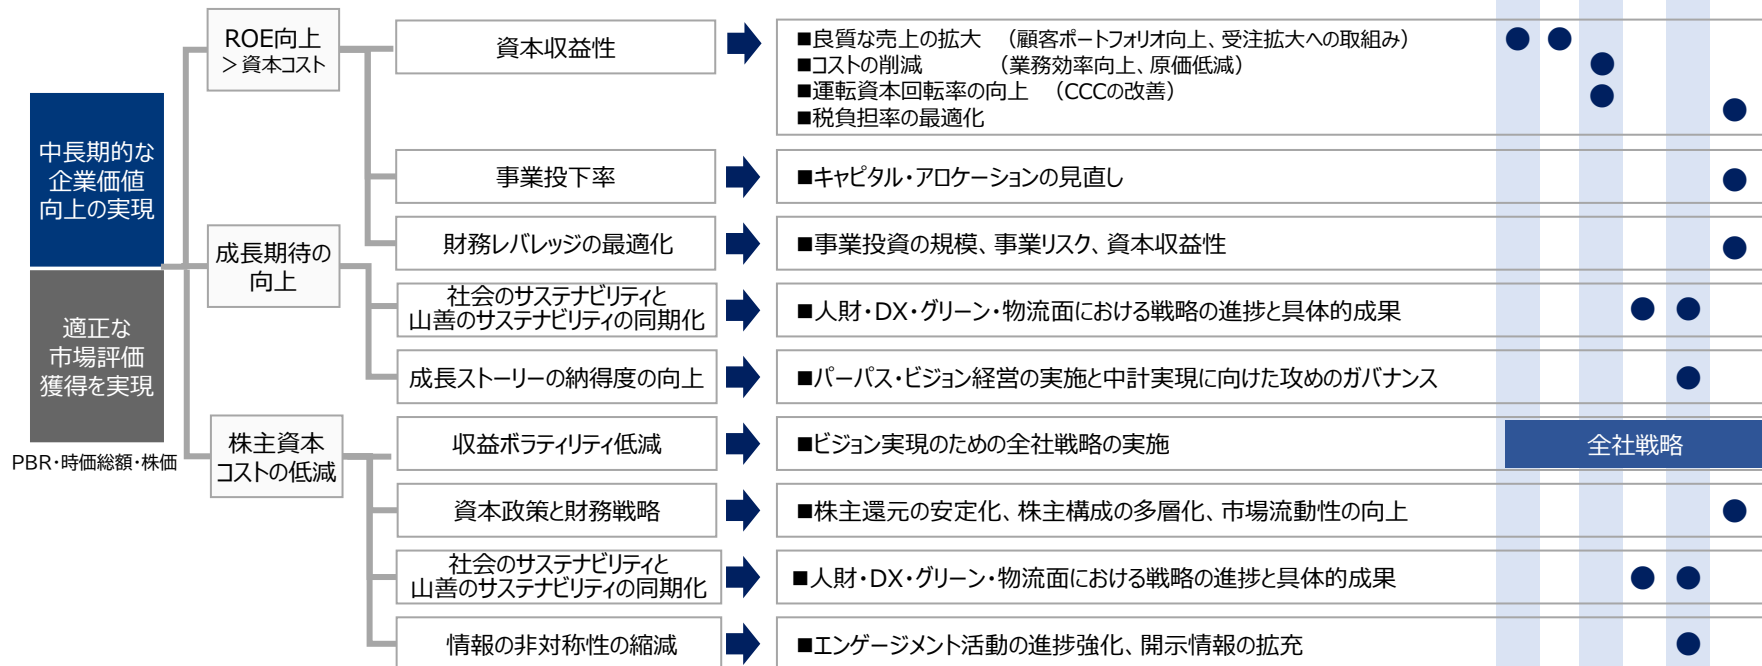 中長期的な
企業価値
向上の実現
適正な
市場評価
獲得を実現
PBR・時価総額・株価
ROE向上
＞資本コスト
資本収益性
■良質な売上の拡大　（顧客ポートフォリオ向上、受注拡大への取組み）
■コストの削減　（業務効率向上、原価低減）
■運転資本回転率の向上　（CCCの改善）
■税負担率の最適化
事業投下率
■キャピタル・アロケーションの見直し
財務レバレッジの最適化
■事業投資の規模、事業リスク、資本収益性
成長期待の
向上
社会のサステナビリティと
山善のサステナビリティの同期化
■人財・DX・グリーン・物流面における戦略の進捗と具体的成果
成長ストーリーの納得度の向上
■パーパス・ビジョン経営の実施と中計実現に向けた攻めのガバナンス
株主資本
コストの低減
収益ボラティリティ低減
■ビジョン実現のための全社戦略の実施
全社戦略
資本政策と財務戦略
■株主還元の安定化、株主構成の多層化、市場流動性の向上
社会のサステナビリティと
山善のサステナビリティの同期化
■人財・DX・グリーン・物流面における戦略の進捗と具体的成果
情報の非対称性の縮減
■エンゲージメント活動の進捗強化、開示情報の拡充